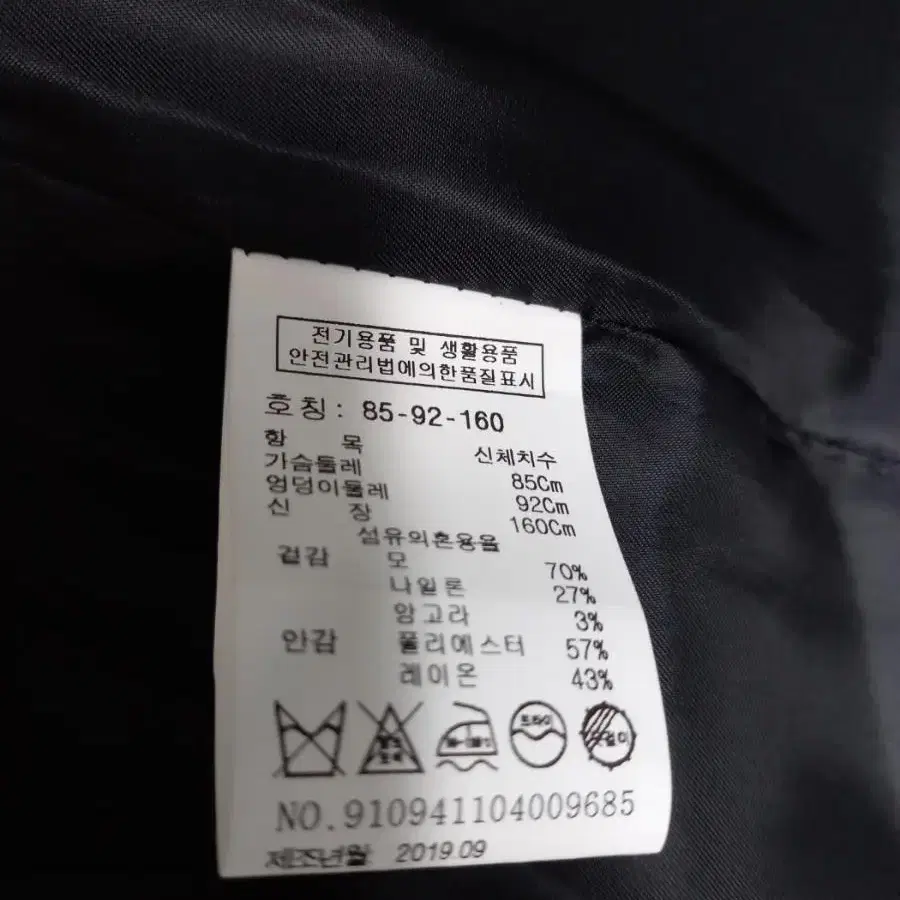 전기용품 및 생활용품
안전관리법에의한품질표시
호칭: 85-92-160
항 목 신체치수
가슴둘레 85Cm
엉덩이둘레 92Cm
신 장 160Cm
섬유의혼용율
겉감 모 70%
나일론 27%
앙고라 3%
안감 폴리에스터 57%
레이온 43%
드라이
NO.910941104009685
제조년월 2019.09